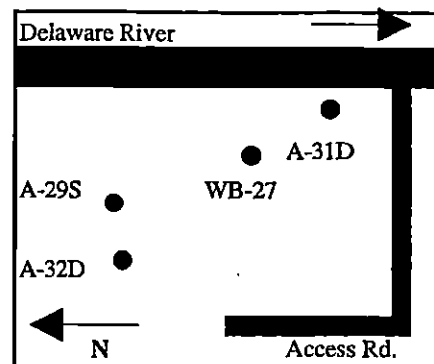 Delaware River
A-31D
A-29S
WB-27
A-32D
N
Access Rd.